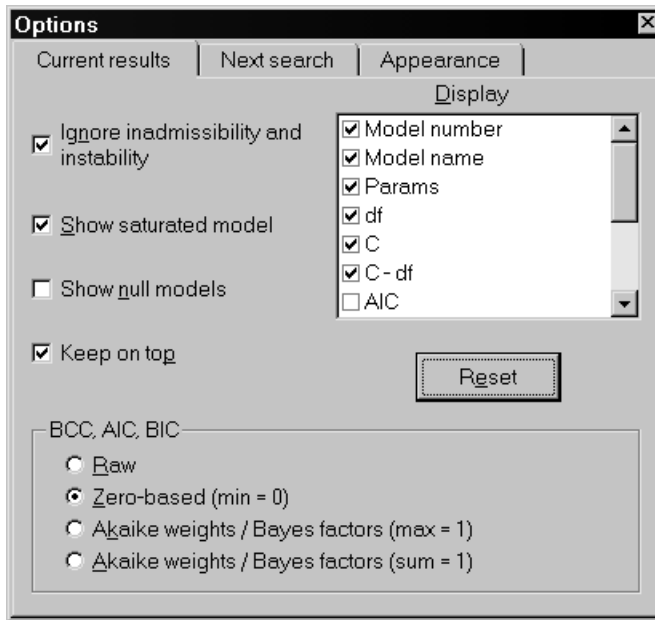 Options
Current results
Next search
Appearance
Display
Ignore inadmissibility and
instability
Show saturated model
Show null models
Keep on top
Model number
Model name
Params
df
C
C - df
AIC
Reset
BCC, AIC, BIC
Raw
Zero-based (min = 0)
Akaike weights / Bayes factors (max = 1)
Akaike weights / Bayes factors (sum = 1)